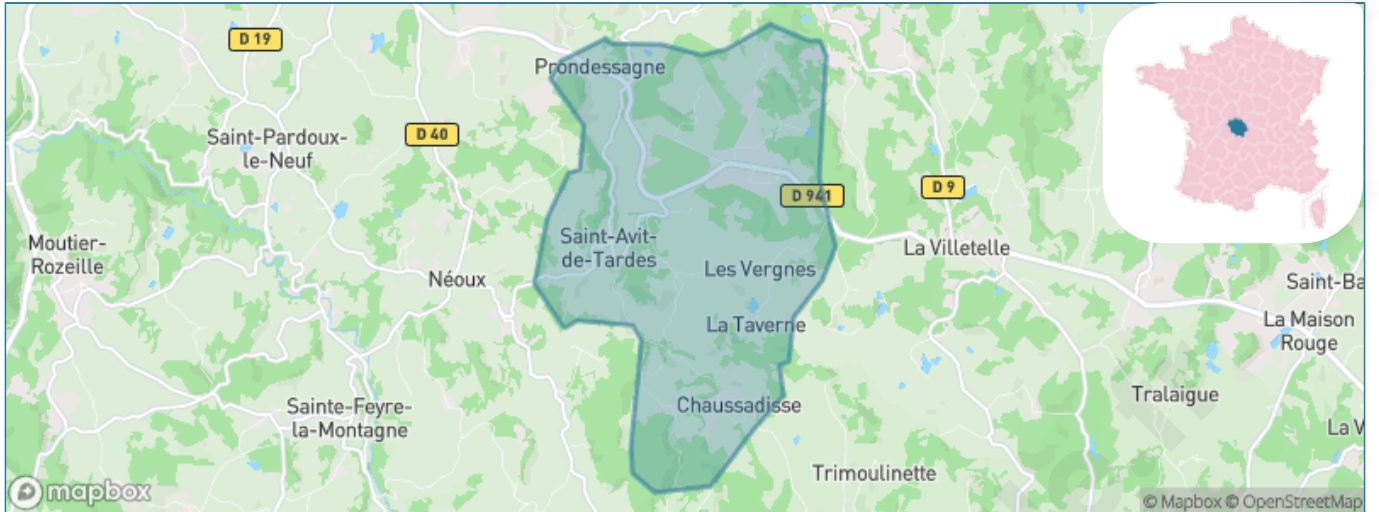 D 19
Prondessagne
Saint-Pardoux-
le-Neuf
D 40
D 941
D 9
Moutier-
Rozeille
Saint-Avit-
de-Tardes
La Villetelle
Néoux
Les Vergnes
Saint-Ba
La Taverne
La Maison
Rouge
Tralaigue
Sainte-Feyre-
la-Montagne
Chaussadisse
La V
Trimoulinette
mapbox
© Mapbox © OpenStreetMap